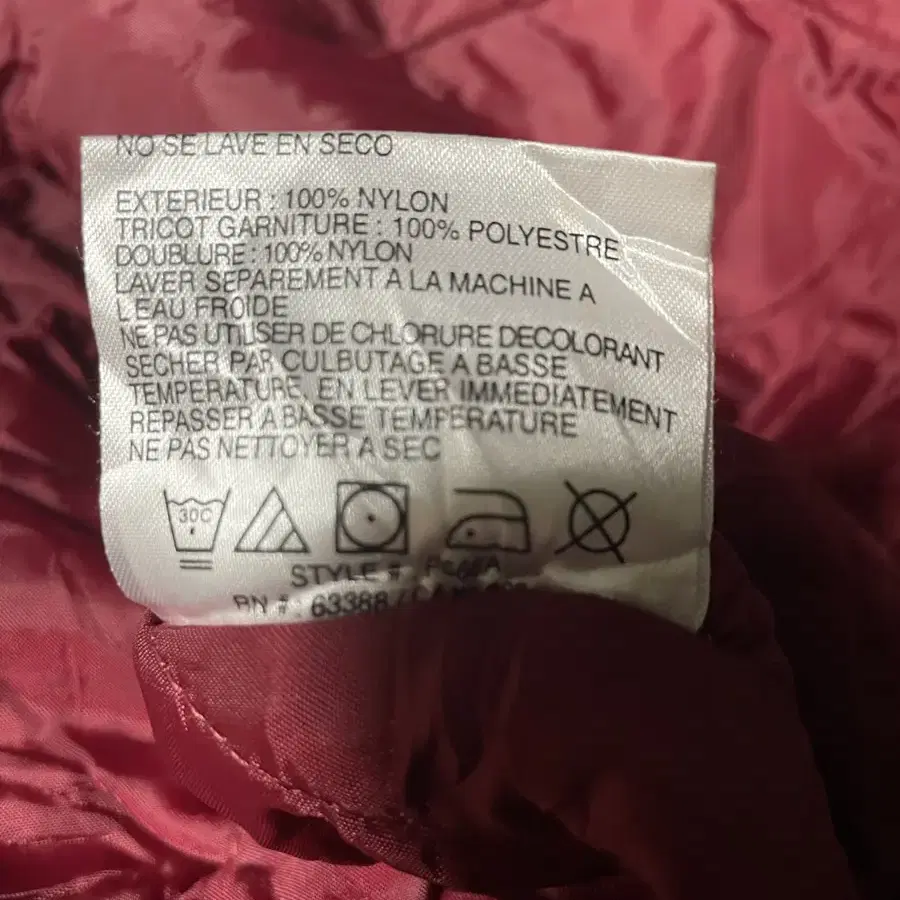 NO SE LAVE EN SECO
EXTERIEUR : 100% NYLON
TRICOT GARNITURE : 100% POLYESTRE
DOUBLURE : 100% NYLON
LAVER SEPAREMENT A LA MACHINE A
L'EAU FROIDE
NE PAS UTILISER DE CHLORURE DECOLORANT
SECHER PAR CULBUTAGE A BASSE
TEMPERATURE, EN LEVER IMMEDIATEMENT
REPASSER A BASSE TEMPERATURE
NE PAS NETTOYER A SEC
30C
STYLE # :
RN # : 63388 /